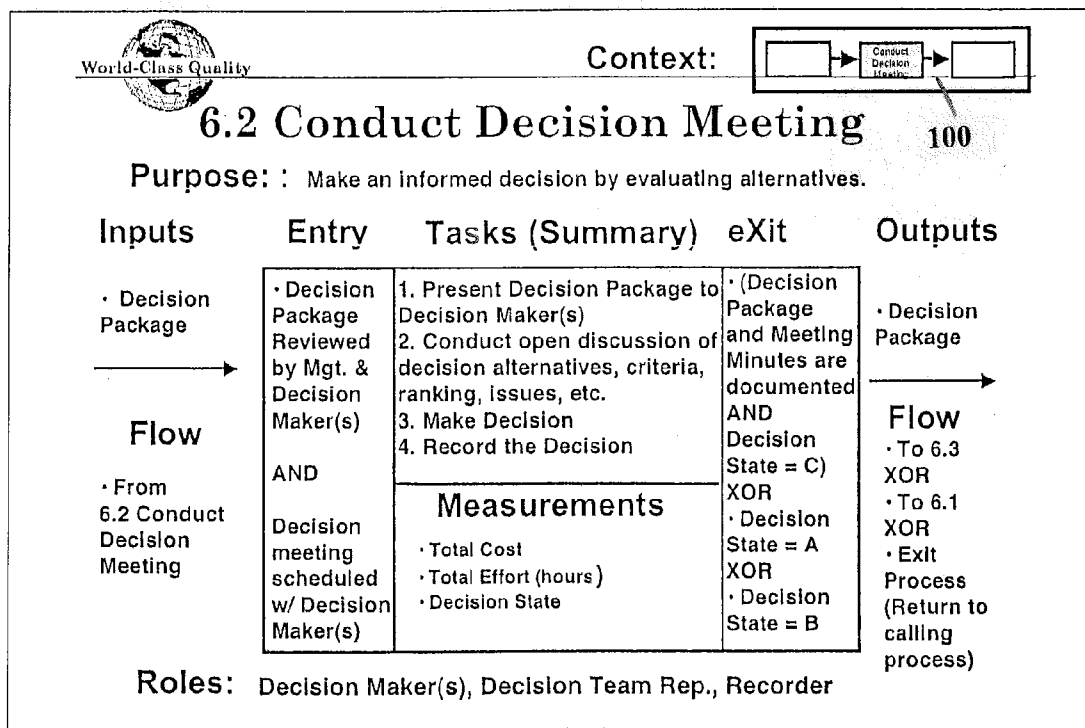 World-Class Quality
Context:
Conduct
Decision
Meeting
6.2 Conduct Decision Meeting
100
Purpose: : Make an informed decision by evaluating alternatives.
Inputs
· Decision
Package
Flow
· From
6.2 Conduct
Decision
Meeting
Entry
· Decision
Package
Reviewed
by Mgt. &
Decision
Maker(s)
AND
Decision
meeting
scheduled
w/ Decision
Maker(s)
Tasks (Summary)
1. Present Decision Package to
Decision Maker(s)
2. Conduct open discussion of
decision alternatives, criteria,
ranking, issues, etc.
3. Make Decision
4. Record the Decision
Measurements
· Total Cost
· Total Effort (hours)
· Decision State
eXit
· (Decision
Package
and Meeting
Minutes are
documented
AND
Decision
State = C)
XOR
· Decision
State = A
XOR
· Decision
State = B
Outputs
· Decision
Package
Flow
· To 6.3
XOR
· To 6.1
XOR
· Exit
Process
(Return to
calling
process)
Roles: Decision Maker(s), Decision Team Rep., Recorder